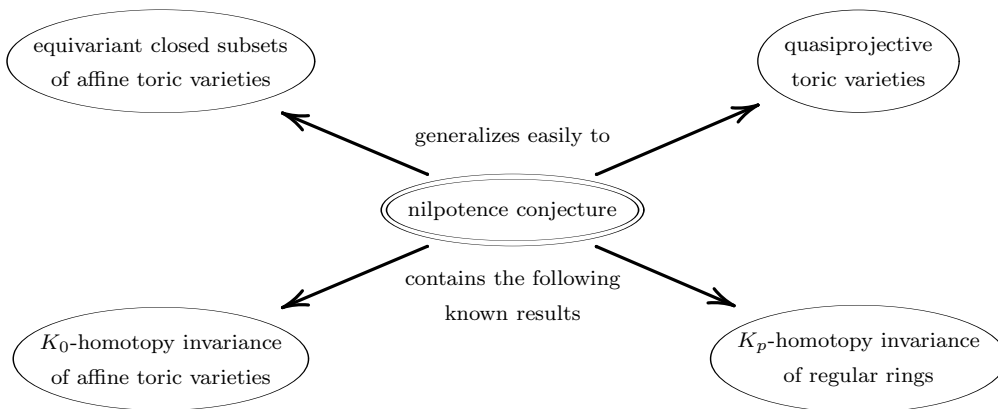 equivariant closed subsets
of affine toric varieties
quasiprojective
toric varieties
generalizes easily to
nilpotence conjecture
contains the following
known results
K₀-homotopy invariance
of affine toric varieties
Kₚ-homotopy invariance
of regular rings